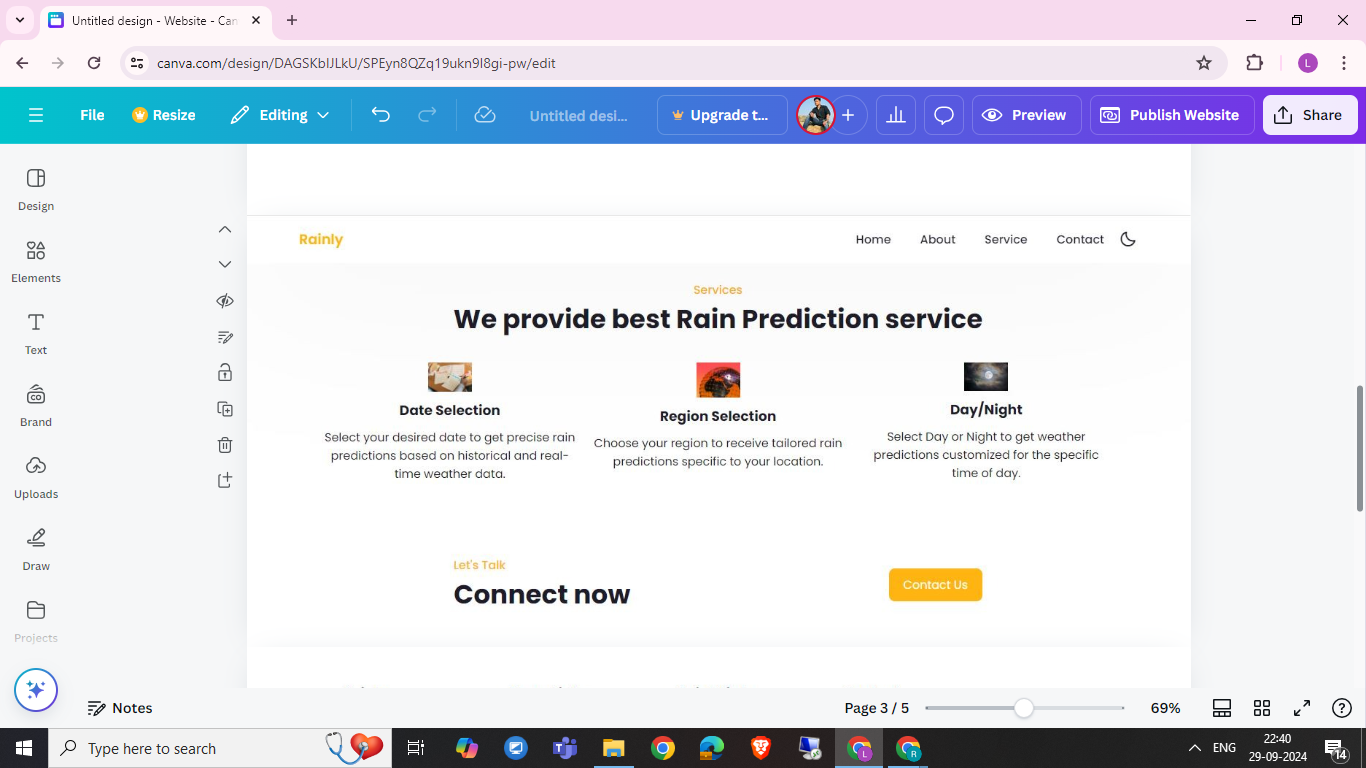 Untitled design - Website - Can
canva.com/design/DAGSKbIJLkU/SPEyn8QZq19ukn9I8gi-pw/edit
L
File
Resize
Editing
Untitled desi...
Upgrade t...
Preview
Publish Website
Share
Design
Elements
Text
Brand
Uploads
Draw
Projects
Rainly
Home About Service Contact
Services
We provide best Rain Prediction service
Date Selection
Select your desired date to get precise rain
predictions based on historical and real-
time weather data.
Region Selection
Choose your region to receive tailored rain
predictions specific to your location.
Day/Night
Select Day or Night to get weather
predictions customized for the specific
time of day.
Let's Talk
Connect now
Contact Us
Notes
Page 3 / 5
69%
Type here to search
L
R
ENG
22:40
29-09-2024
14